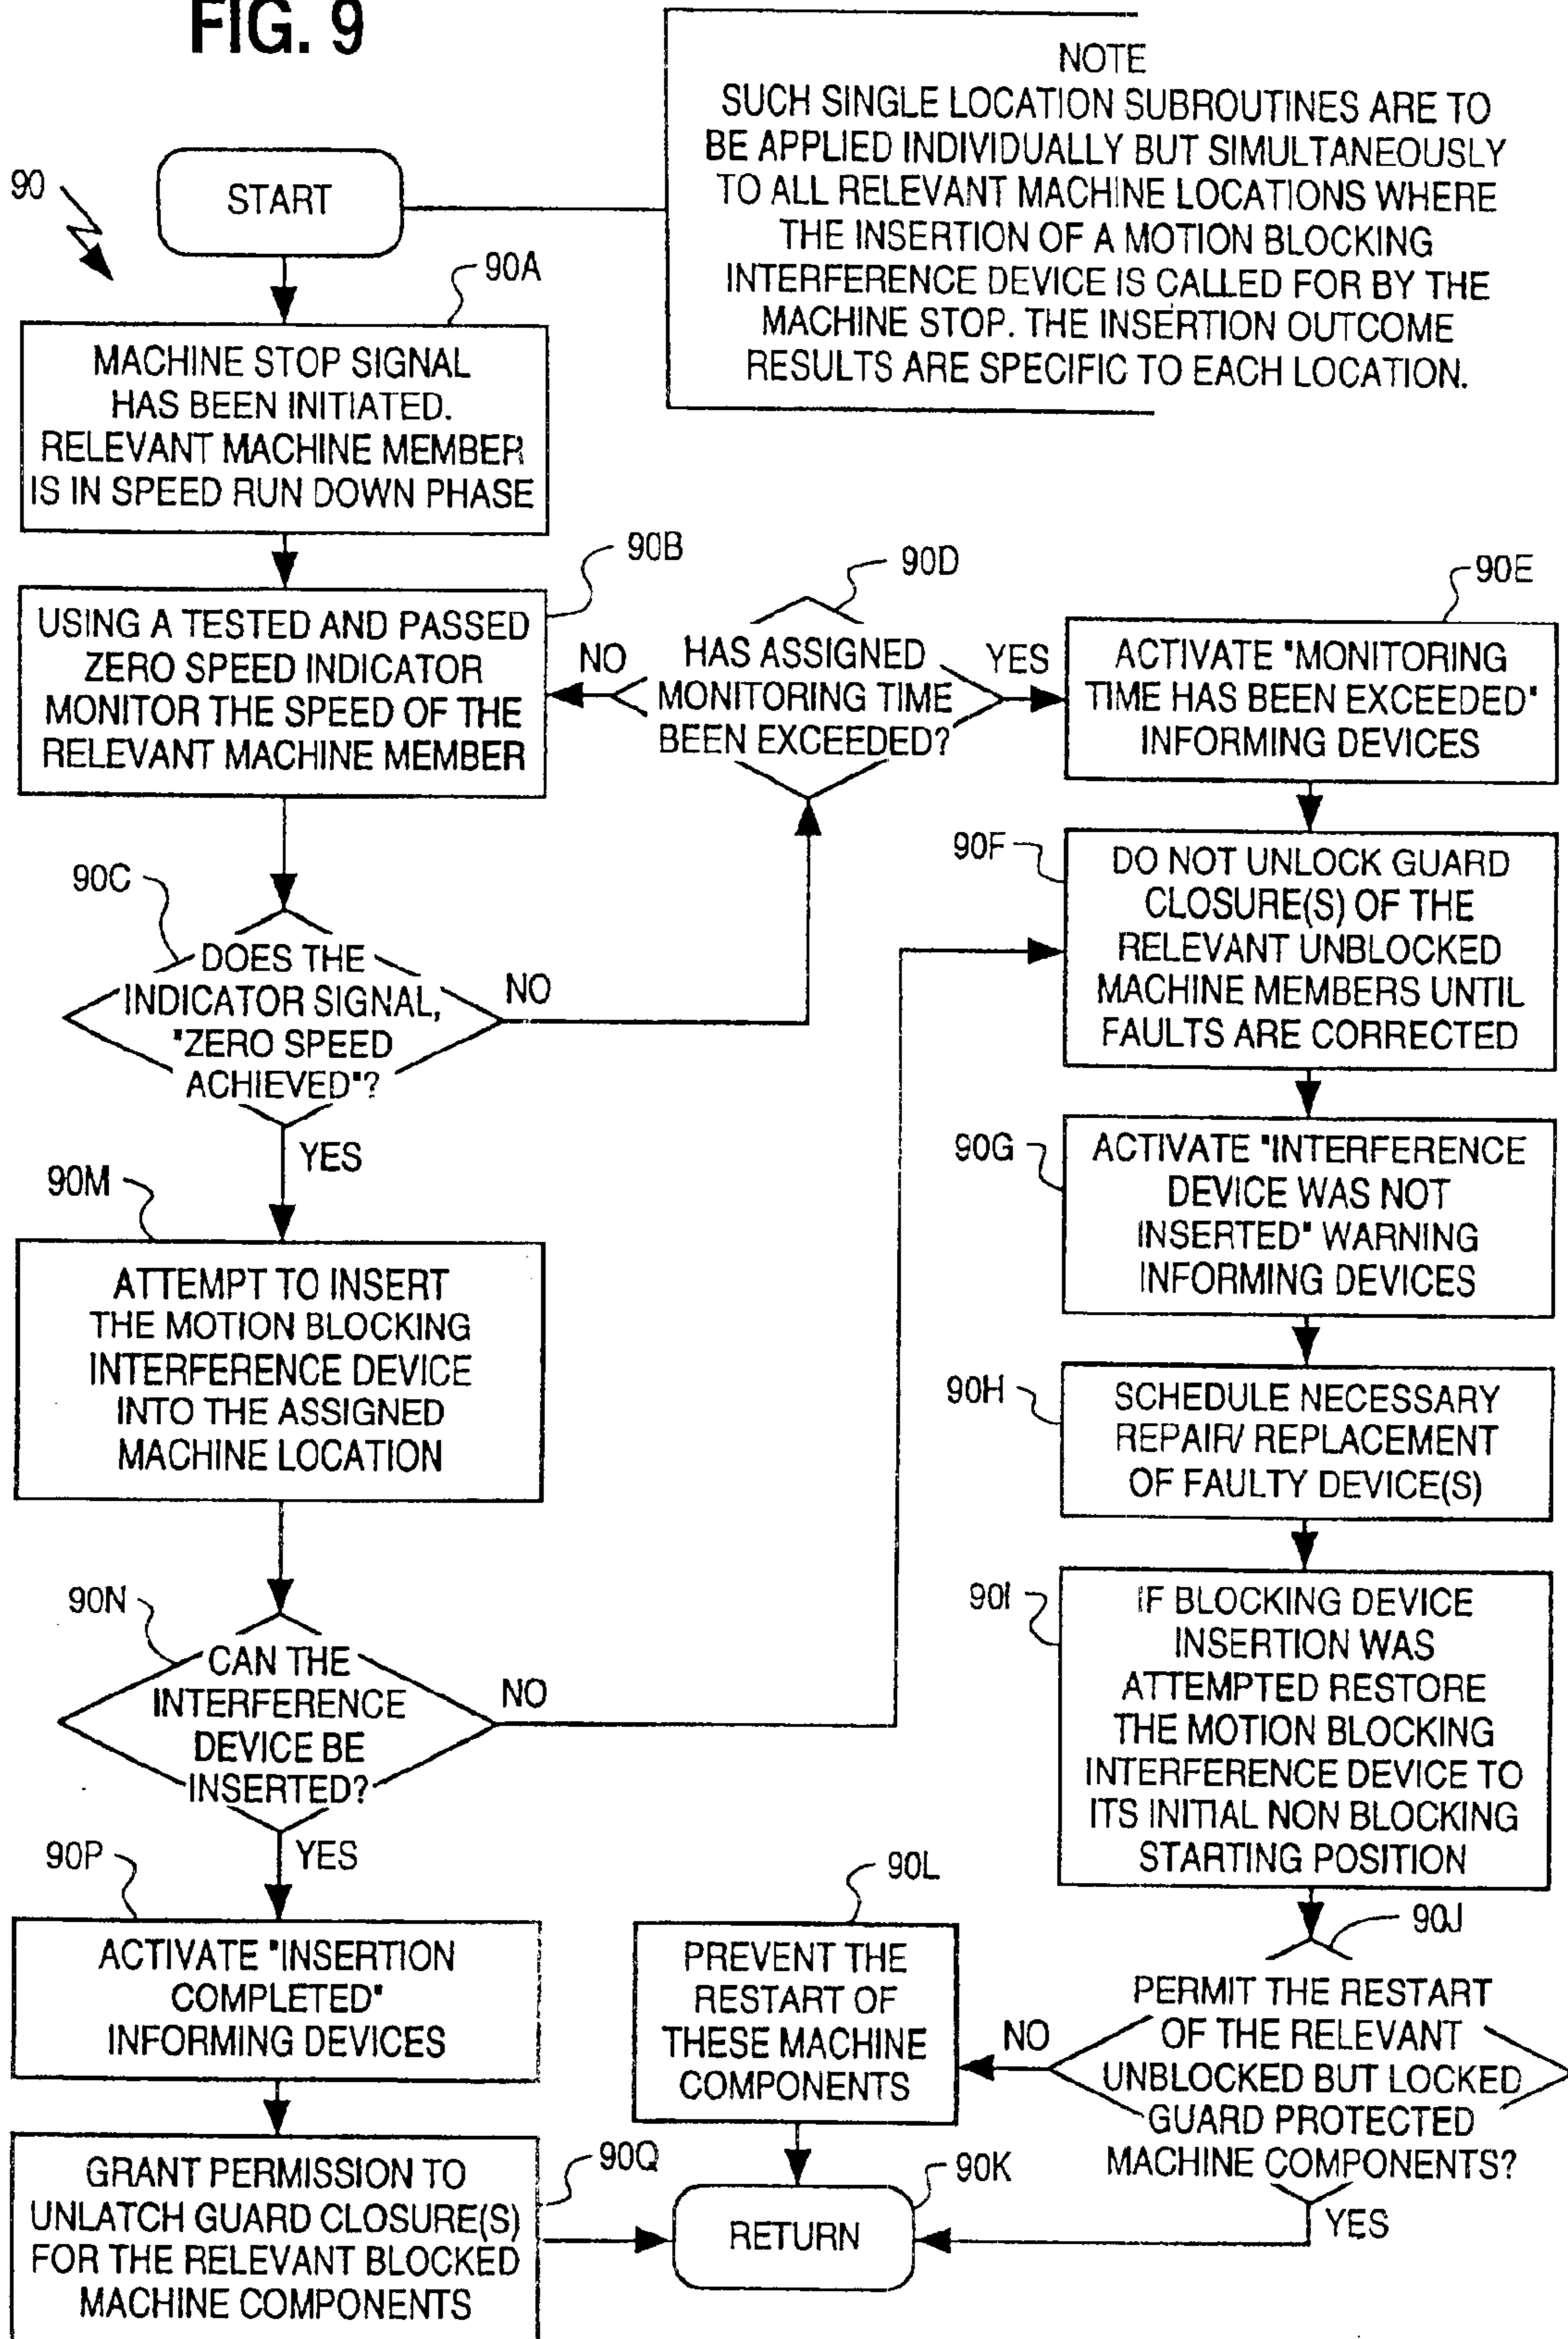 FIG. 9
NOTE
SUCH SINGLE LOCATION SUBROUTINES ARE TO
BE APPLIED INDIVIDUALLY BUT SIMULTANEOUSLY
TO ALL RELEVANT MACHINE LOCATIONS WHERE
THE INSERTION OF A MOTION BLOCKING
INTERFERENCE DEVICE IS CALLED FOR BY THE
MACHINE STOP. THE INSERTION OUTCOME
RESULTS ARE SPECIFIC TO EACH LOCATION.
90
START
90A
MACHINE STOP SIGNAL
HAS BEEN INITIATED.
RELEVANT MACHINE MEMBER
IS IN SPEED RUN DOWN PHASE
90B
USING A TESTED AND PASSED
ZERO SPEED INDICATOR
MONITOR THE SPEED OF THE
RELEVANT MACHINE MEMBER
90D
NO
HAS ASSIGNED
MONITORING TIME
BEEN EXCEEDED?
YES
90E
ACTIVATE "MONITORING
TIME HAS BEEN EXCEEDED"
INFORMING DEVICES
90C
DOES THE
INDICATOR SIGNAL,
"ZERO SPEED
ACHIEVED"?
NO
YES
90F
DO NOT UNLOCK GUARD
CLOSURE(S) OF THE
RELEVANT UNBLOCKED
MACHINE MEMBERS UNTIL
FAULTS ARE CORRECTED
90G
ACTIVATE "INTERFERENCE
DEVICE WAS NOT
INSERTED" WARNING
INFORMING DEVICES
90M
ATTEMPT TO INSERT
THE MOTION BLOCKING
INTERFERENCE DEVICE
INTO THE ASSIGNED
MACHINE LOCATION
90H
SCHEDULE NECESSARY
REPAIR/ REPLACEMENT
OF FAULTY DEVICE(S)
90N
CAN THE
INTERFERENCE
DEVICE BE
INSERTED?
NO
YES
90I
IF BLOCKING DEVICE
INSERTION WAS
ATTEMPTED RESTORE
THE MOTION BLOCKING
INTERFERENCE DEVICE TO
ITS INITIAL NON BLOCKING
STARTING POSITION
90P
ACTIVATE "INSERTION
COMPLETED"
INFORMING DEVICES
90L
PREVENT THE
RESTART OF
THESE MACHINE
COMPONENTS
NO
90J
PERMIT THE RESTART
OF THE RELEVANT
UNBLOCKED BUT LOCKED
GUARD PROTECTED
MACHINE COMPONENTS?
YES
90Q
GRANT PERMISSION TO
UNLATCH GUARD CLOSURE(S)
FOR THE RELEVANT BLOCKED
MACHINE COMPONENTS
90K
RETURN